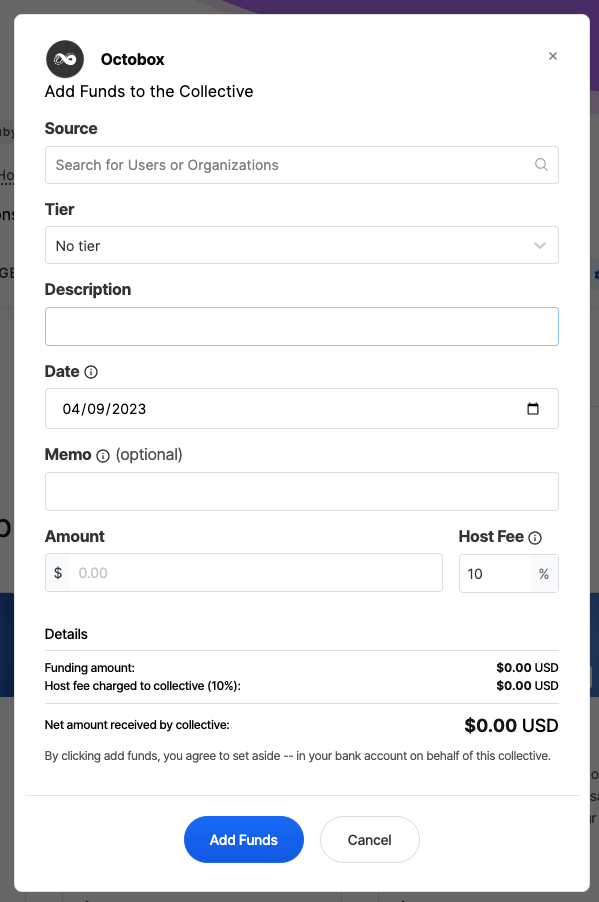 Octobox
×
Add Funds to the Collective
Source
Search for Users or Organizations
Tier
No tier
Description
Date
04/09/2023
Memo (optional)
Amount
Host Fee
$ 0.00
10 %
Details
Funding amount: $0.00 USD
Host fee charged to collective (10%): $0.00 USD
Net amount received by collective: $0.00 USD
By clicking add funds, you agree to set aside -- in your bank account on behalf of this collective.
Add Funds
Cancel